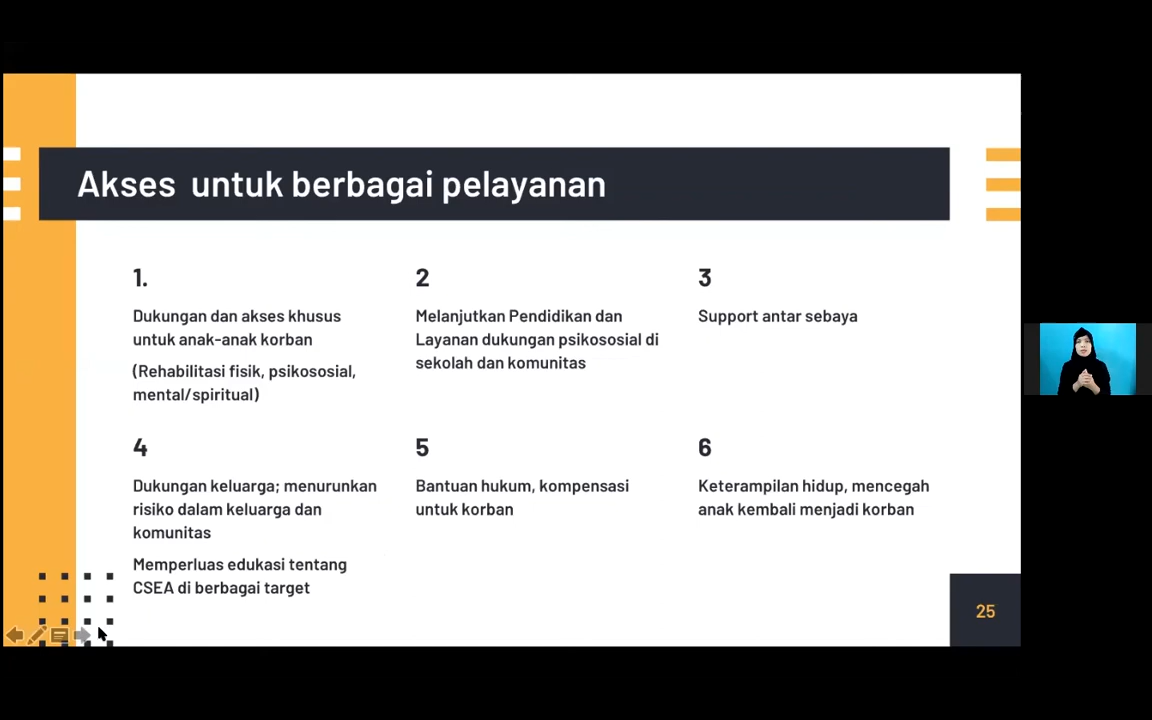 Akses untuk berbagai pelayanan
1.
Dukungan dan akses khusus
untuk anak-anak korban
(Rehabilitasi fisik, psikososial,
mental/spiritual)
2
Melanjutkan Pendidikan dan
Layanan dukungan psikososial di
sekolah dan komunitas
3
Support antar sebaya
4
Dukungan keluarga; menurunkan
risiko dalam keluarga dan
komunitas
Memperluas edukasi tentang
CSEA di berbagai target
5
Bantuan hukum, kompensasi
untuk korban
6
Keterampilan hidup, mencegah
anak kembali menjadi korban
25